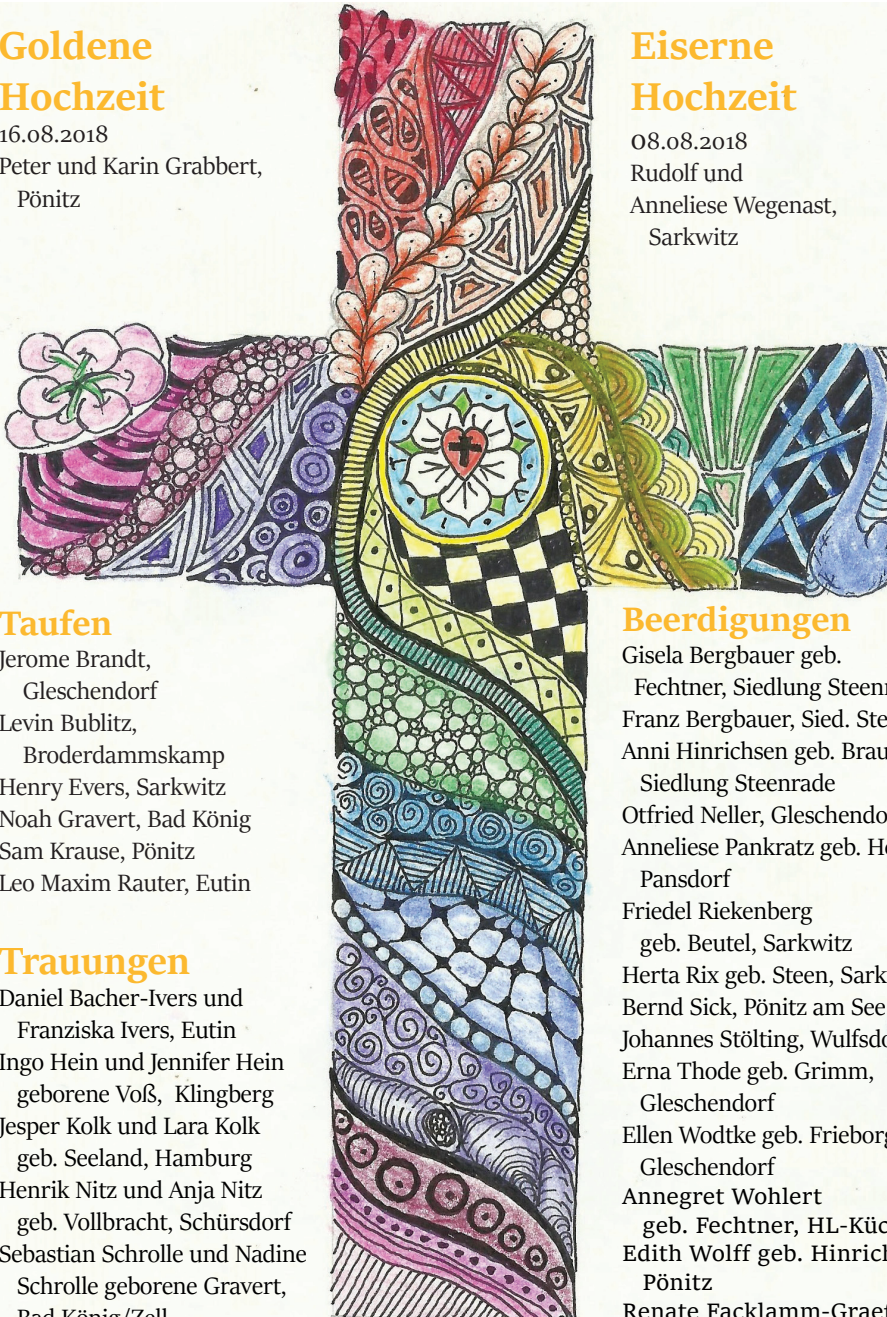 Goldene
Hochzeit
16.08.2018
Peter und Karin Grabbert,
Pönitz
Eiserne
Hochzeit
08.08.2018
Rudolf und
Anneliese Wegenast,
Sarkwitz
V I V I T
Taufen
Jerome Brandt,
Gleschendorf
Levin Bublitz,
Broderdammskamp
Henry Evers, Sarkwitz
Noah Gravert, Bad König
Sam Krause, Pönitz
Leo Maxim Rauter, Eutin
Trauungen
Daniel Bacher-Ivers und
Franziska Ivers, Eutin
Ingo Hein und Jennifer Hein
geborene Voß, Klingberg
Jesper Kolk und Lara Kolk
geb. Seeland, Hamburg
Henrik Nitz und Anja Nitz
geb. Vollbracht, Schürsdorf
Sebastian Schrolle und Nadine
Schrolle geborene Gravert,
Bad König/Zell
Beerdigungen
Gisela Bergbauer geb.
Fechtner, Siedlung
Franz Bergbauer, Sied.
Anni Hinrichsen geb.
Siedlung Steenrade
Otfried Neller,
Anneliese Pankratz geb.
Pansdorf
Friedel Riekenberg
geb. Beutel, Sarkwitz
Herta Rix geb. Steen,
Bernd Sick, Pönitz am See
Johannes Stölting,
Erna Thode geb. Grimm,
Gleschendorf
Ellen Wodtke geb.
Gleschendorf
Annegret Wohlert
geb. Fechtner,
Edith Wolff geb.
Pönitz
Renate